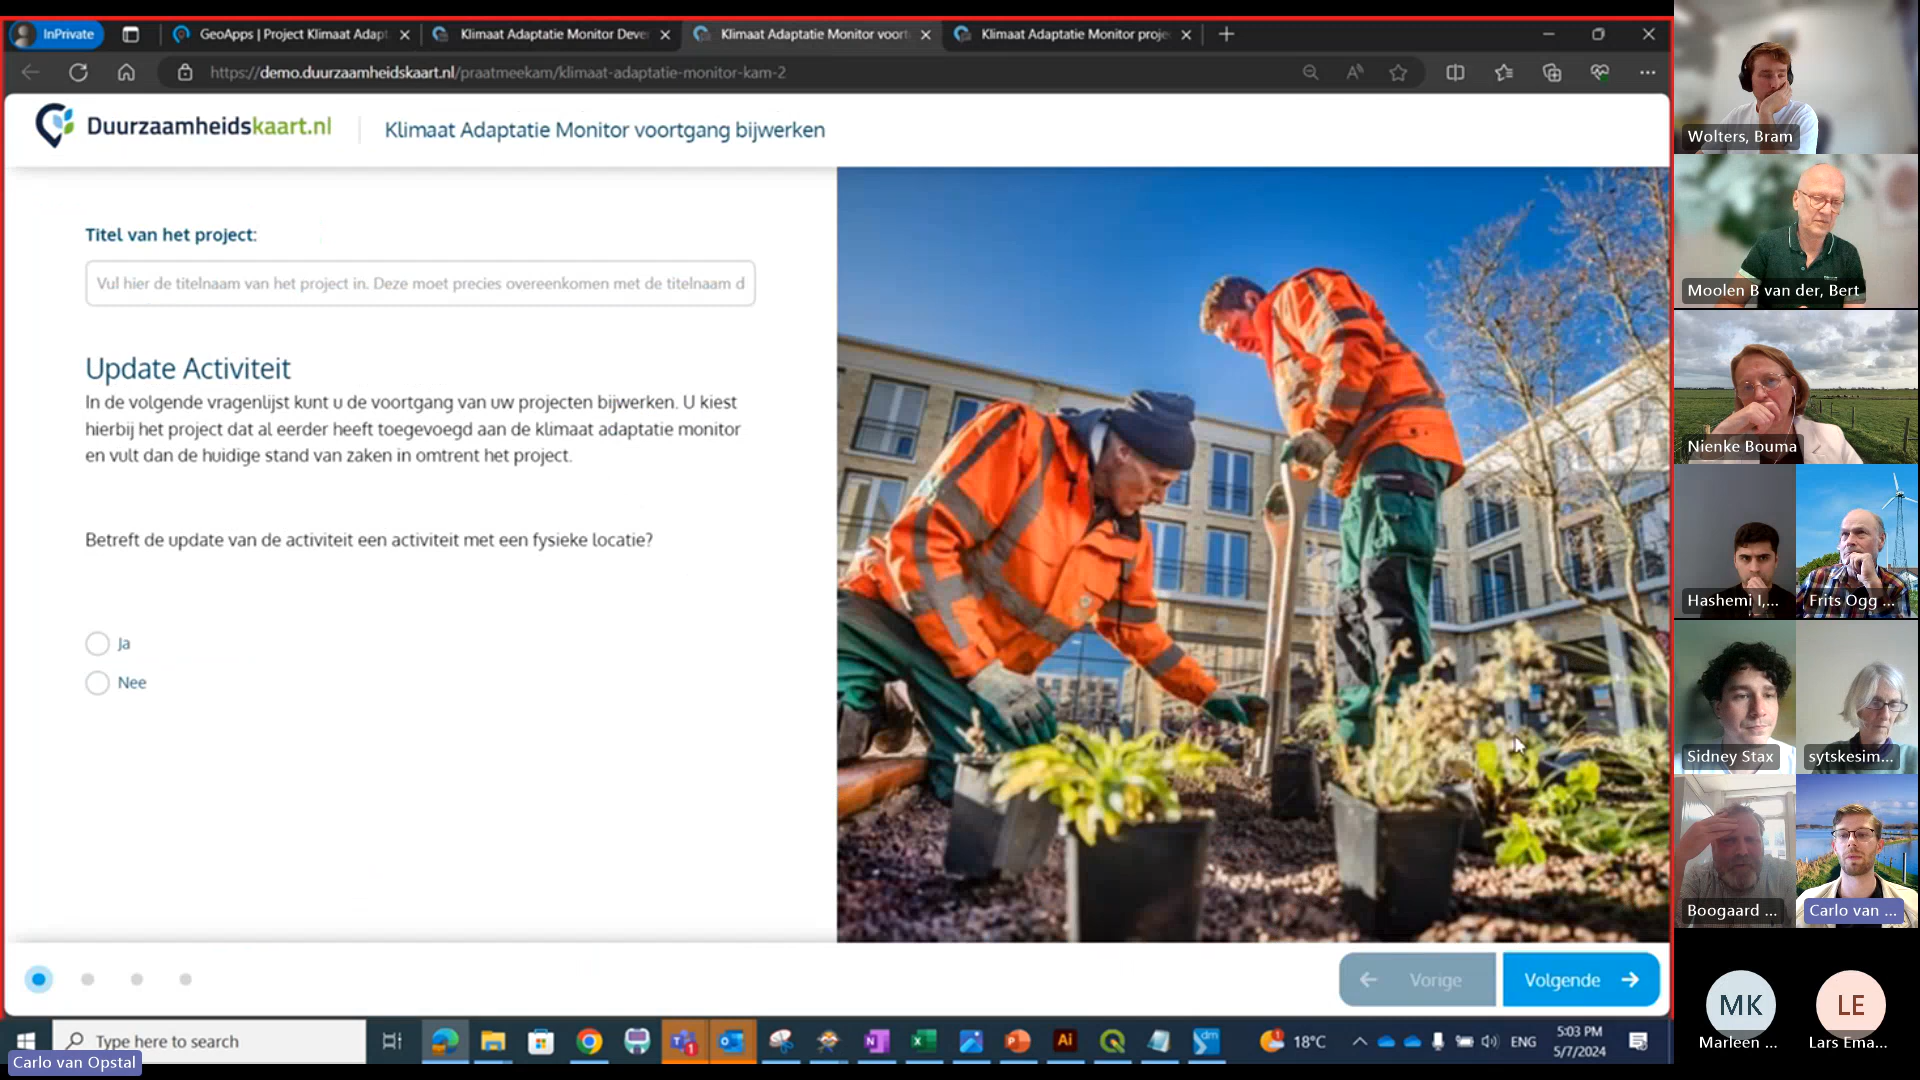 InPrivate
GeoApps | Project Klimaat Adapt
Klimaat Adaptatie Monitor Deve
Klimaat Adaptatie Monitor voort
Klimaat Adaptatie Monitor proje
https://demo.duurzaamheidskaart.nl/praatmeekam/klimaat-adaptatie-monitor-kam-2
Duurzaamheidskaart.nl
Klimaat Adaptatie Monitor voortgang bijwerken
Titel van het project:
Vul hier de titelnaam van het project in. Deze moet precies overeenkomen met de titelnaam d
Update Activiteit
In de volgende vragenlijst kunt u de voortgang van uw projecten bijwerken. U kiest
hierbij het project dat al eerder heeft toegevoegd aan de klimaat adaptatie monitor
en vult dan de huidige stand van zaken in omtrent het project.
Betreft de update van de activiteit een activiteit met een fysieke locatie?
Ja
Nee
Vorige
Volgende
Type here to search
18°C
ENG
5:03 PM
5/7/2024
Carlo van Opstal
Wolters, Bram
Moolen B van der, Bert
Nienke Bouma
Hashemi I,...
Frits Ogg ...
Sidney Stax
sytskesim...
Boogaard ...
Carlo van ...
MK
LE
Marleen ...
Lars Ema...